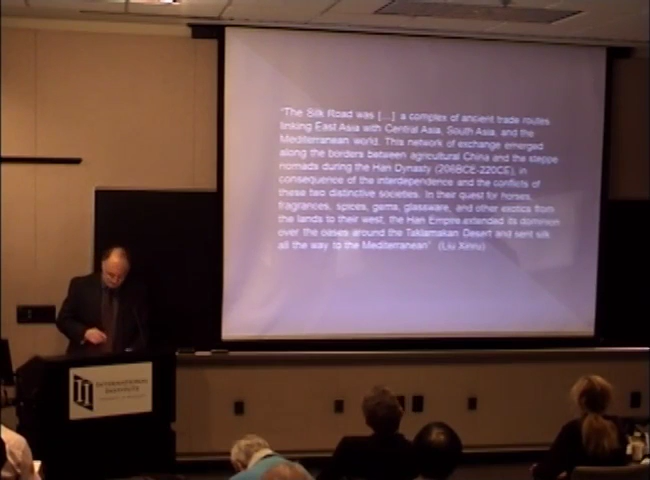 "The Silk Road was [...] a complex of ancient trade routes
linking East Asia with Central Asia, South Asia, and the
Mediterranean world. This network of exchange emerged
along the borders between agricultural China and the steppe
nomads during the Han Dynasty (206BCE-220CE), in
consequence of the interdependence and the conflicts of
these two distinctive societies. In their quest for horses,
fragrances, spices, gems, glassware, and other exotics from
the lands to their west, the Han Empire extended its dominion
over the oases around the Taklamakan Desert and sent silk
all the way to the Mediterranean" (Liu Xinru)
INTERNATIONAL
INSTITUTE